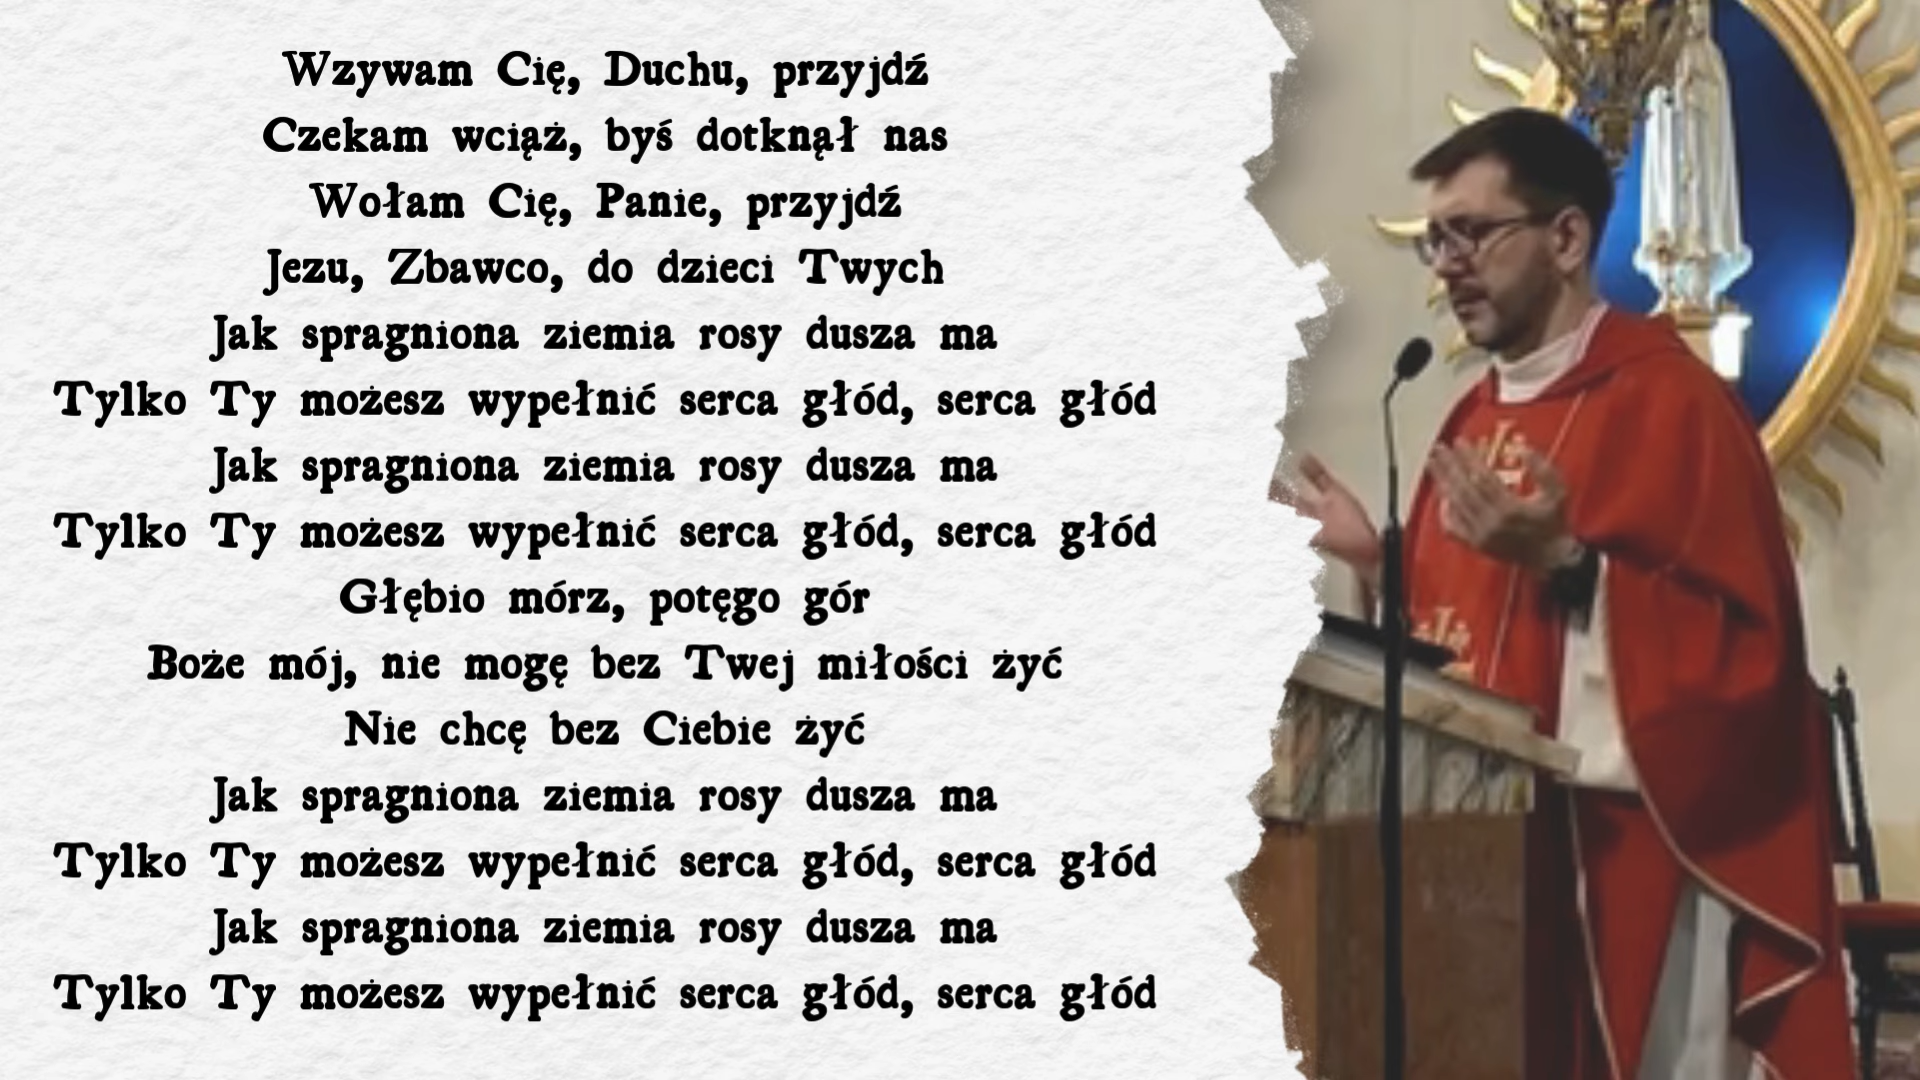 Wzywam Cię, Duchu, przyjdź
Czekam wciąż, byś dotknął nas
Wołam Cię, Panie, przyjdź
Jezu, Zbawco, do dzieci Twych
Jak spragniona ziemia rosy dusza ma
Tylko Ty możesz wypełnić serca głód, serca głód
Jak spragniona ziemia rosy dusza ma
Tylko Ty możesz wypełnić serca głód, serca głód
Głębio mórz, potęgo gór
Boże mój, nie mogę bez Twej miłości żyć
Nie chcę bez Ciebie żyć
Jak spragniona ziemia rosy dusza ma
Tylko Ty możesz wypełnić serca głód, serca głód
Jak spragniona ziemia rosy dusza ma
Tylko Ty możesz wypełnić serca głód, serca głód